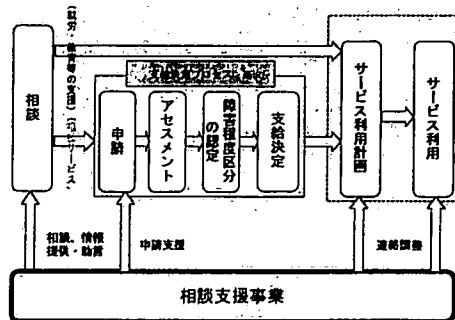 相談
申請
アセスメント
障害程度区分
の認定
支給決定
サービス利用計画
サービス利用
相談、情報
提供・助言
申請支援
連絡調整
相談支援事業